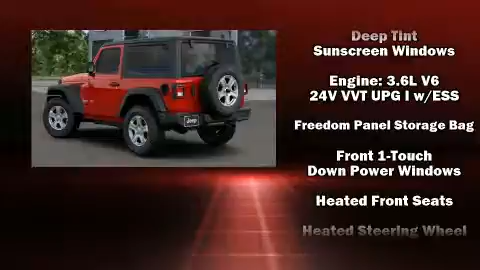 Deep Tint
Sunscreen Windows
Engine: 3.6L V6
24V VVT UPG I w/ESS
Freedom Panel Storage Bag
Front 1-Touch
Down Power Windows
Heated Front Seats
Heated Steering Wheel
Jeep